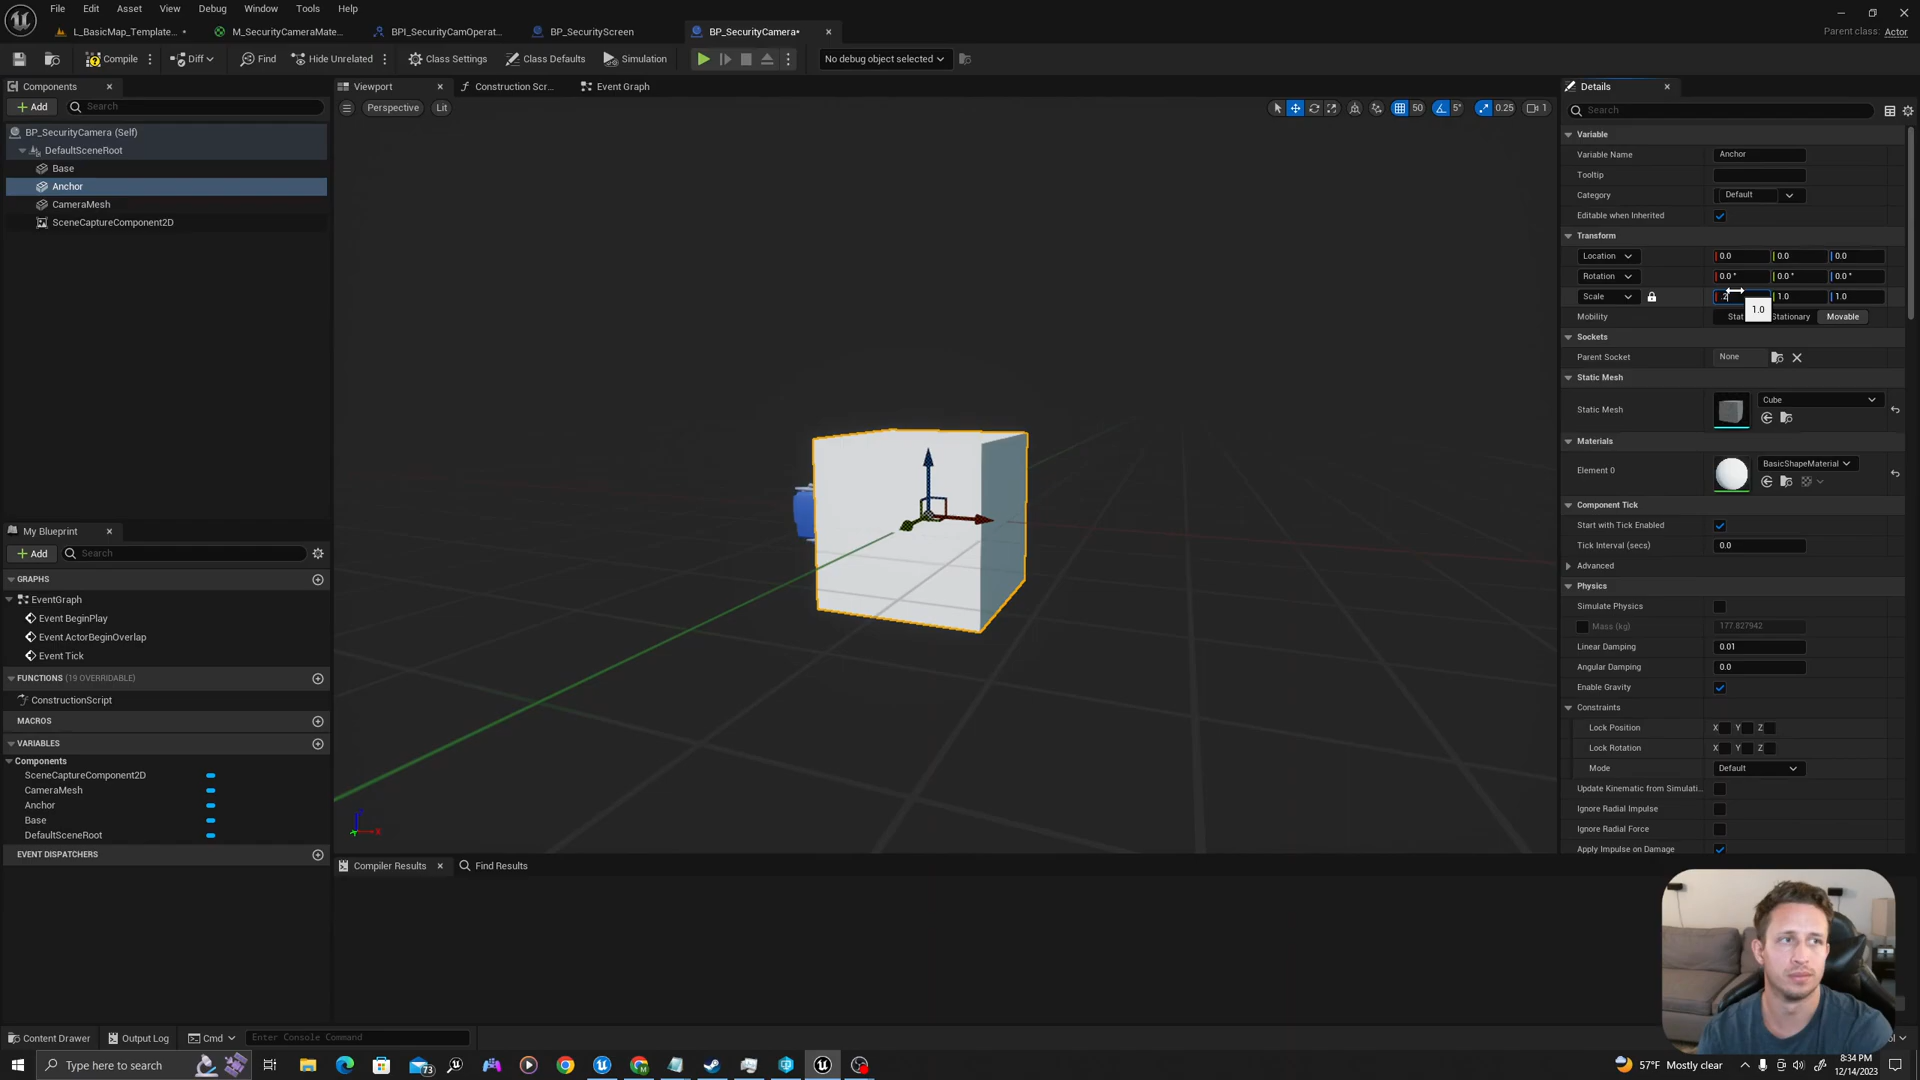 File Edit Asset View Debug Window Tools Help
L_BasicMap_Template... • M_SecurityCameraMate... BPI_SecurityCamOperat... BP_SecurityScreen BP_SecurityCamera• Parent class: Actor
Compile Diff Find Hide Unrelated Class Settings Class Defaults Simulation No debug object selected
Components Viewport Construction Scr... Event Graph Details
Add Search Perspective Lit 50 5° 0.25 1 Search
BP_SecurityCamera (Self)
DefaultSceneRoot
Base
Anchor
CameraMesh
SceneCaptureComponent2D
Variable
Variable Name Anchor
Tooltip
Category Default
Editable when Inherited
Transform
Location 0.0 0.0 0.0
Rotation 0.0 ° 0.0 ° 0.0 °
Scale .2 1.0 1.0
1.0
Mobility Stationary Movable
Sockets
Parent Socket None
Static Mesh
Static Mesh Cube
Materials
Element 0 BasicShapeMaterial
Component Tick
Start with Tick Enabled
Tick Interval (secs) 0.0
Advanced
Physics
Simulate Physics
Mass (kg) 177.827942
Linear Damping 0.01
Angular Damping 0.0
Enable Gravity
Constraints
Lock Position X Y Z
Lock Rotation X Y Z
Mode Default
Update Kinematic from Simulati...
Ignore Radial Impulse
Ignore Radial Force
Apply Impulse on Damage
My Blueprint
Add Search
GRAPHS
EventGraph
Event BeginPlay
Event ActorBeginOverlap
Event Tick
FUNCTIONS (19 OVERRIDABLE)
ConstructionScript
MACROS
VARIABLES
Components
SceneCaptureComponent2D
CameraMesh
Anchor
Base
DefaultSceneRoot
EVENT DISPATCHERS
Compiler Results Find Results
Content Drawer Output Log Cmd Enter Console Command
Type here to search 73 57°F Mostly clear 8:34 PM
12/14/2023